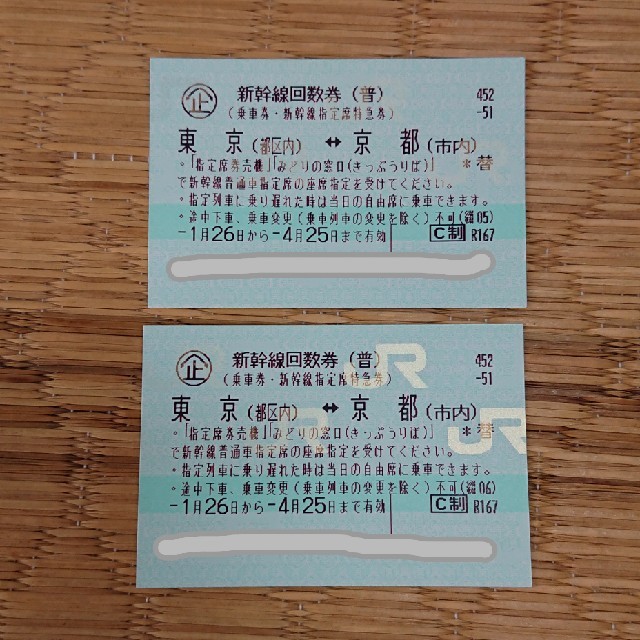 企 新幹線回数券(普) 452
(乗車券・新幹線指定席特急券) -51
東京(都区内) ↔ 京都(市内)
・「指定席券売機」「みどりの窓口(きっぷうりば)」 *替
で新幹線普通車指定席の座席指定を受けてください。
・指定列車に乗り遅れた時は当日の自由席に乗車できます。
・途中下車、乗車変更(乗車列車の変更を除く)不可(繩05)
-1月26日から-4月25日まで有効 C制 R167
企 新幹線回数券(普) 452
(乗車券・新幹線指定席特急券) -51
東京(都区内) ↔ 京都(市内)
・「指定席券売機」「みどりの窓口(きっぷうりば)」 *替
で新幹線普通車指定席の座席指定を受けてください。
・指定列車に乗り遅れた時は当日の自由席に乗車できます。
・途中下車、乗車変更(乗車列車の変更を除く)不可(繩06)
-1月26日から-4月25日まで有効 C制 R167
JR
JR